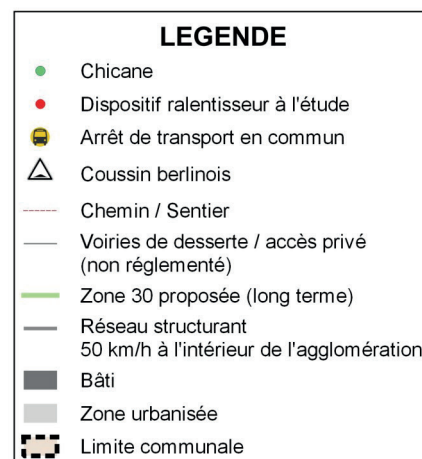 LEGENDE
Chicane
Dispositif ralentisseur à l'étude
Arrêt de transport en commun
Coussin berlinois
Chemin / Sentier
Voiries de desserte / accès privé
(non réglementé)
Zone 30 proposée (long terme)
Réseau structurant
50 km/h à l'intérieur de l'agglomération
Bâti
Zone urbanisée
Limite communale